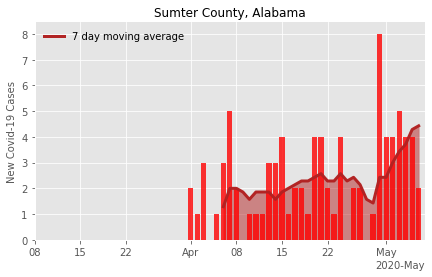 Sumter County, Alabama
7 day moving average
New Covid-19 Cases
8
7
6
5
4
3
2
1
0
08 15 22 Apr 08 15 22 May
2020-May